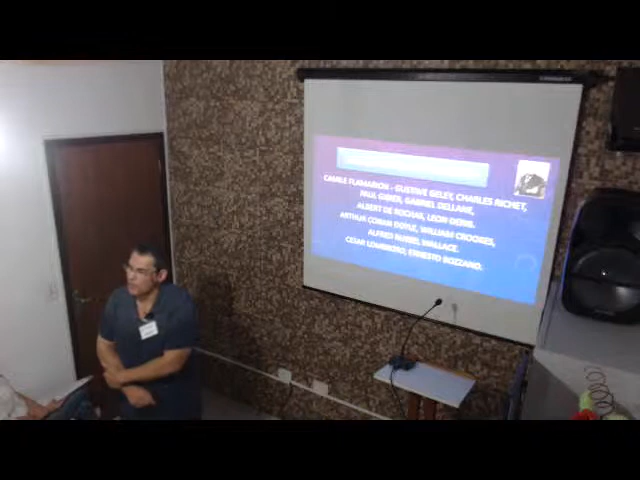 CAMILE FLAMARION - GUSTAVE GELEY, CHARLES RICHET,
PAUL GIBIER, GABRIEL DELLANE,
ALBERT DE ROCHAS, LEON DENIS.
ARTHUR CONAN DOYLE, WILLIAM CROOKES,
ALFRED RUSSEL WALLACE.
CESAR LOMBROSO, ERNESTO BOZZANO.